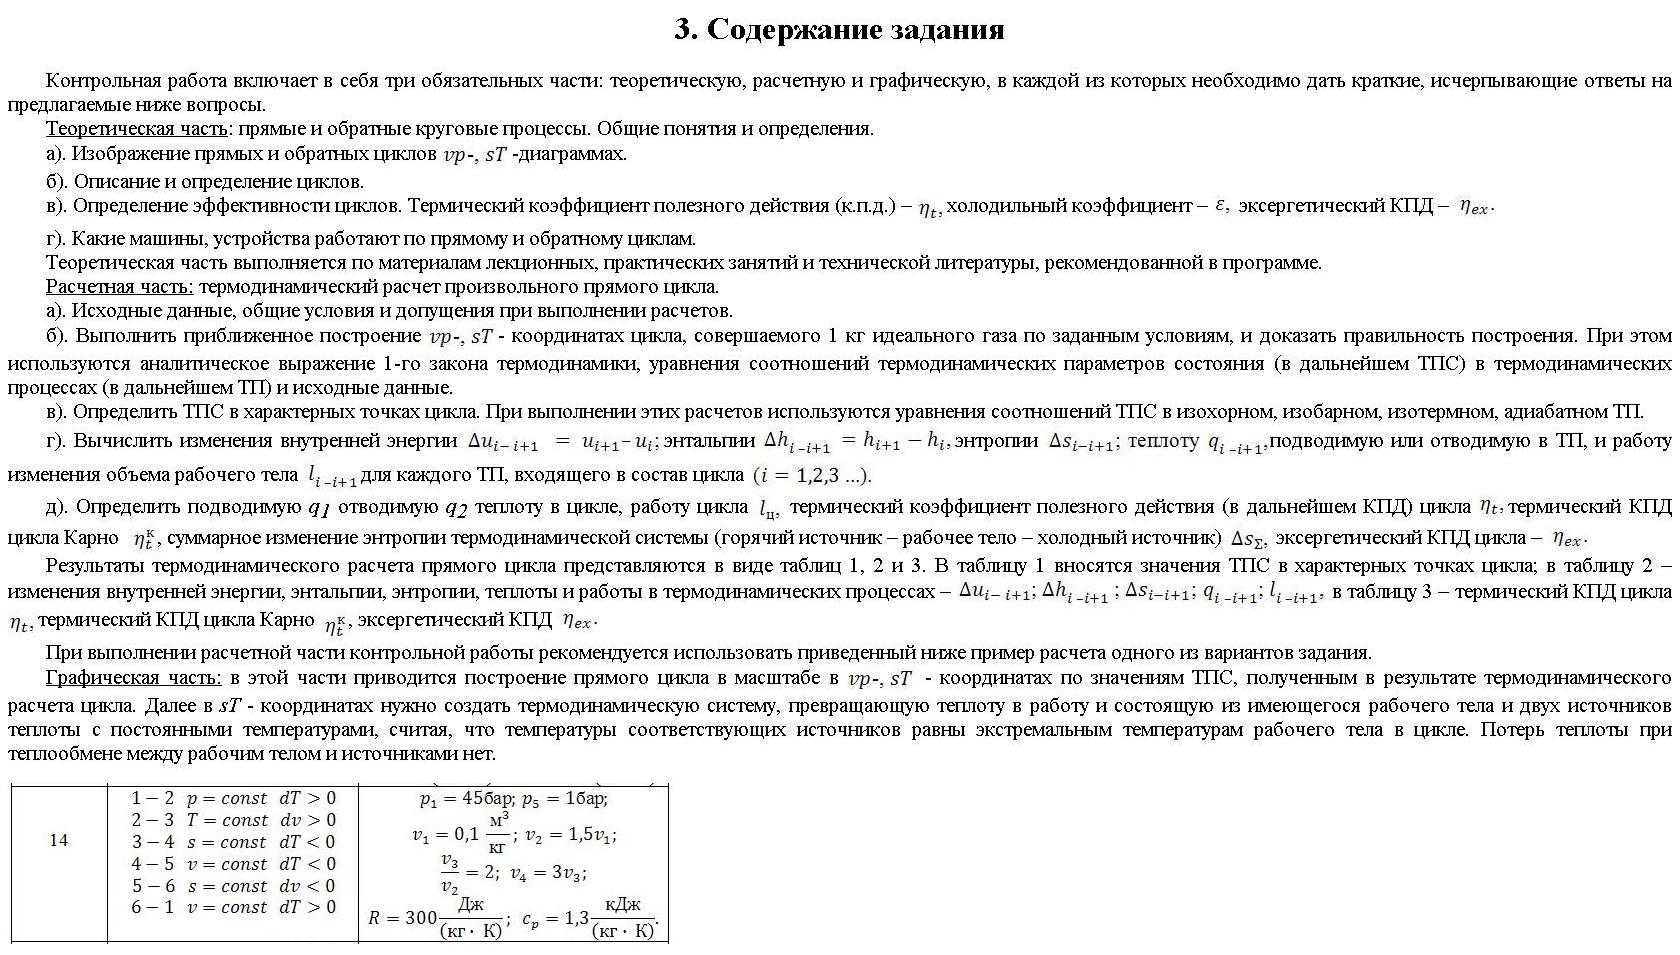 3. Содержание задания
Контрольная работа включает в себя три обязательных части: теоретическую, расчетную и графическую, в каждой из которых необходимо дать краткие, исчерпывающие ответы на
предлагаемые ниже вопросы.
Теоретическая часть: прямые и обратные круговые процессы. Общие понятия и определения.
а). Изображение прямых и обратных циклов vp-, sT -диаграммах.
б). Описание и определение циклов.
в). Определение эффективности циклов. Термический коэффициент полезного действия (к.п.д.) – ηₜ, холодильный коэффициент – ε, эксергетический КПД – ηₑₓ.
г). Какие машины, устройства работают по прямому и обратному циклам.
Теоретическая часть выполняется по материалам лекционных, практических занятий и технической литературы, рекомендованной в программе.
Расчетная часть: термодинамический расчет произвольного прямого цикла.
а). Исходные данные, общие условия и допущения при выполнении расчетов.
б). Выполнить приближенное построение vp-, sT - координатах цикла, совершаемого 1 кг идеального газа по заданным условиям, и доказать правильность построения. При этом
используются аналитическое выражение 1-го закона термодинамики, уравнения соотношений термодинамических параметров состояния (в дальнейшем ТПС) в термодинамических
процессах (в дальнейшем ТП) и исходные данные.
в). Определить ТПС в характерных точках цикла. При выполнении этих расчетов используются уравнения соотношений ТПС в изохорном, изобарном, изотермном, адиабатном ТП.
г). Вычислить изменения внутренней энергии Δu_{i–i+1} = u_{i+1} – u_i; энтальпии Δh_{i–i+1} = h_{i+1} − h_i, энтропии Δs_{i–i+1}; теплоту q_{i–i+1}, подводимую или отводимую в ТП, и работу
изменения объема рабочего тела l_{i–i+1} для каждого ТП, входящего в состав цикла (i = 1,2,3 ...).
д). Определить подводимую q1 отводимую q2 теплоту в цикле, работу цикла l_ц, термический коэффициент полезного действия (в дальнейшем КПД) цикла ηₜ, термический КПД
цикла Карно η_t^к, суммарное изменение энтропии термодинамической системы (горячий источник – рабочее тело – холодный источник) Δs_Σ, эксергетический КПД цикла – ηₑₓ.
Результаты термодинамического расчета прямого цикла представляются в виде таблиц 1, 2 и 3. В таблицу 1 вносятся значения ТПС в характерных точках цикла; в таблицу 2 –
изменения внутренней энергии, энтальпии, энтропии, теплоты и работы в термодинамических процессах – Δu_{i–i+1}; Δh_{i–i+1} ; Δs_{i–i+1}; q_{i–i+1}; l_{i–i+1}, в таблицу 3 – термический КПД цикла
ηₜ, термический КПД цикла Карно η_t^к, эксергетический КПД ηₑₓ.
При выполнении расчетной части контрольной работы рекомендуется использовать приведенный ниже пример расчета одного из вариантов задания.
Графическая часть: в этой части приводится построение прямого цикла в масштабе в vp-, sT - координатах по значениям ТПС, полученным в результате термодинамического
расчета цикла. Далее в sT - координатах нужно создать термодинамическую систему, превращающую теплоту в работу и состоящую из имеющегося рабочего тела и двух источников
теплоты с постоянными температурами, считая, что температуры соответствующих источников равны экстремальным температурам рабочего тела в цикле. Потерь теплоты при
теплообмене между рабочим телом и источниками нет.
14
1 − 2 p = const dT > 0
2 − 3 T = const dv > 0
3 − 4 s = const dT < 0
4 − 5 v = const dT < 0
5 − 6 s = const dv < 0
6 − 1 v = const dT > 0
p₁ = 45бар; p₅ = 1бар;
v₁ = 0,1 м³/кг; v₂ = 1,5v₁;
v₃/v₂ = 2; v₄ = 3v₃;
R = 300 Дж/(кг · К); c_p = 1,3 кДж/(кг · К).